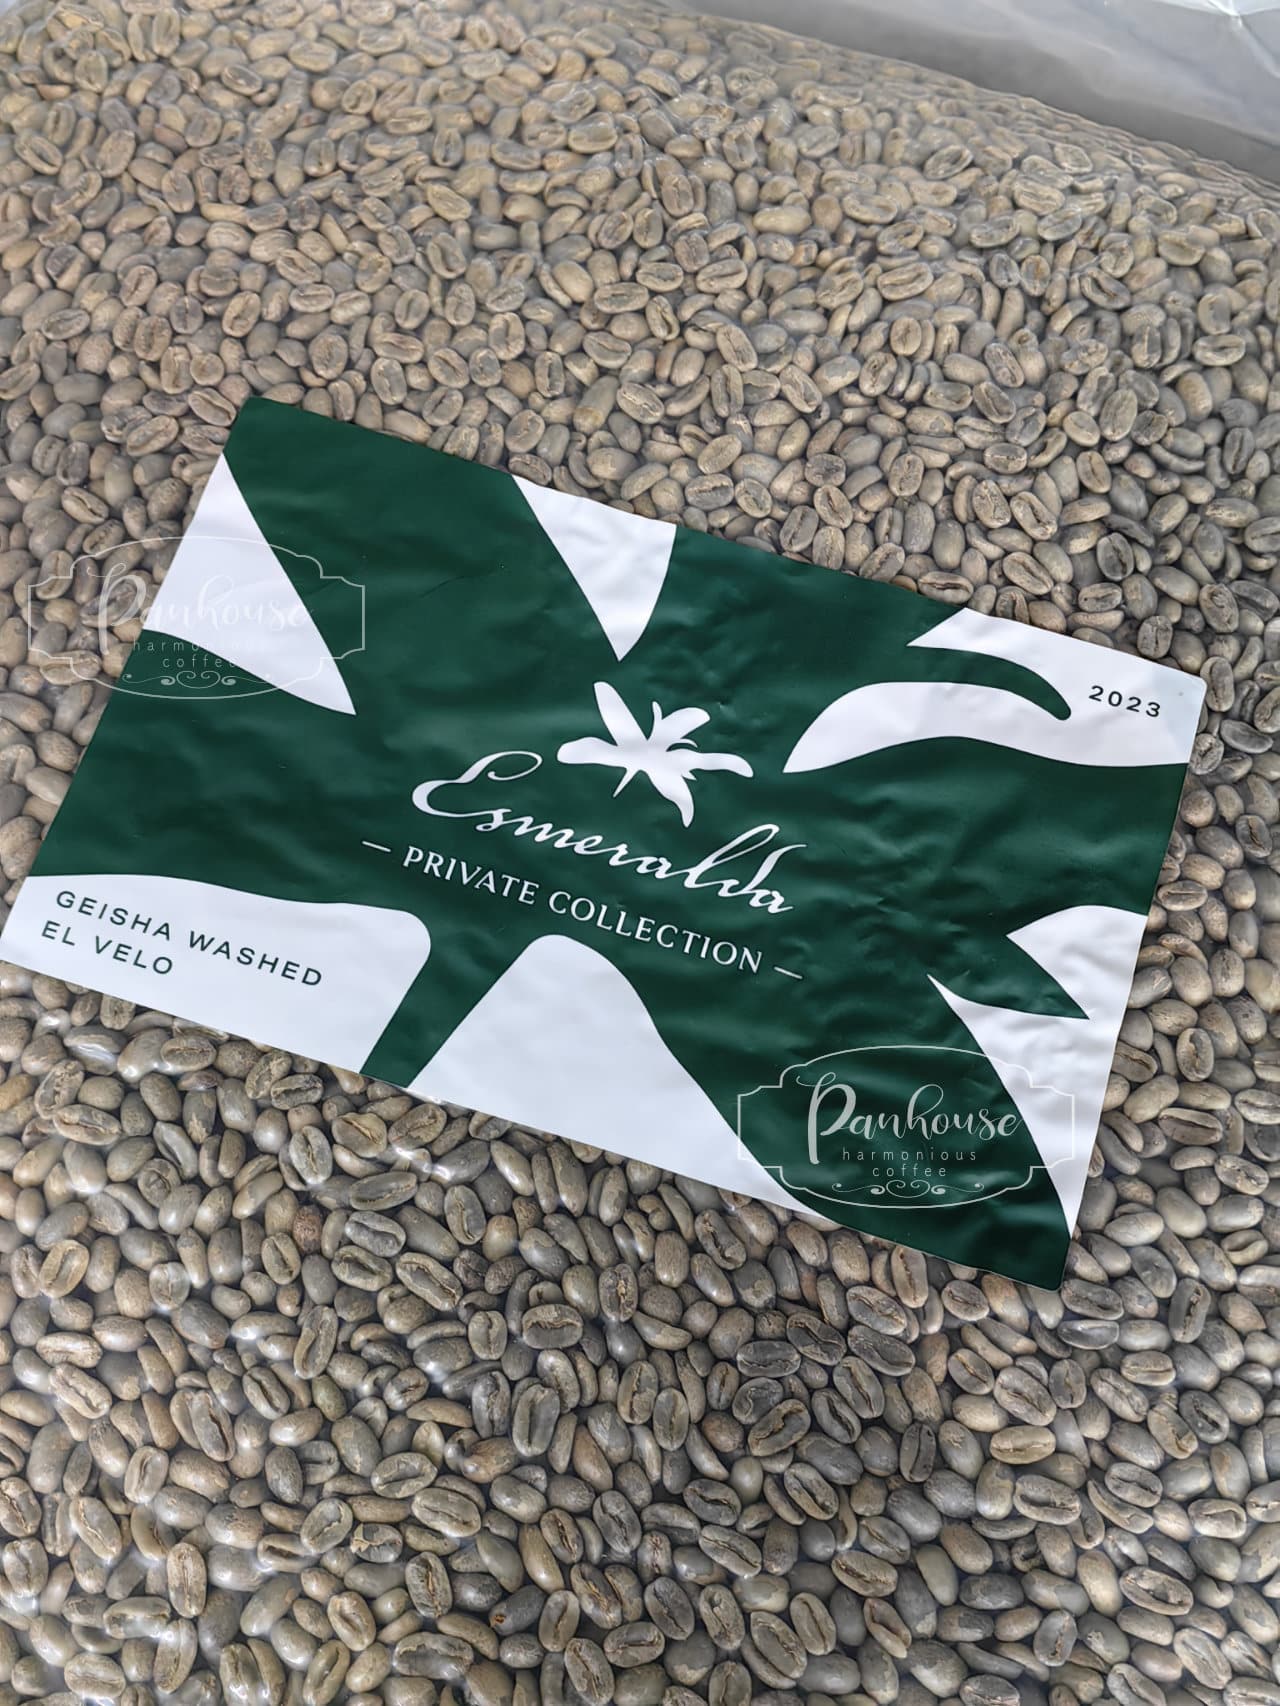 2023
Esmeralda
— PRIVATE COLLECTION —
GEISHA WASHED
EL VELO
Panhouse
harmonious
coffee
Panhouse
harmonious
coffee